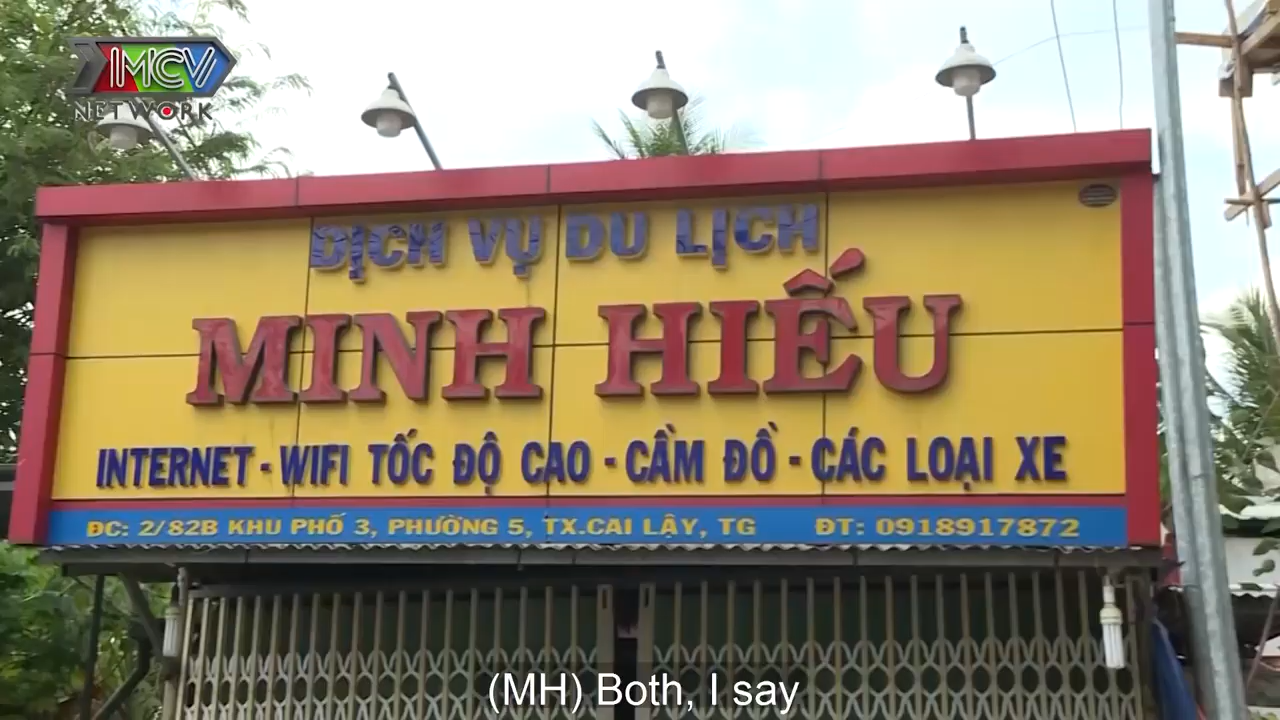 MCV
NETWORK
DỊCH VỤ DU LỊCH
MINH HIẾU
INTERNET - WIFI TỐC ĐỘ CAO - CẦM ĐỒ - CÁC LOẠI XE
ĐC: 2/82B KHU PHỐ 3, PHƯỜNG 5, TX.CAI LẬY, TG ĐT: 0918917872
(MH) Both, I say